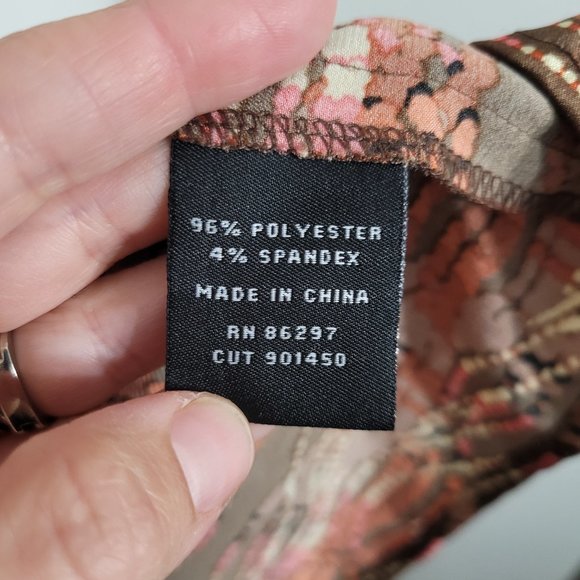 96% POLYESTER
4% SPANDEX
MADE IN CHINA
RN 86297
CUT 901450